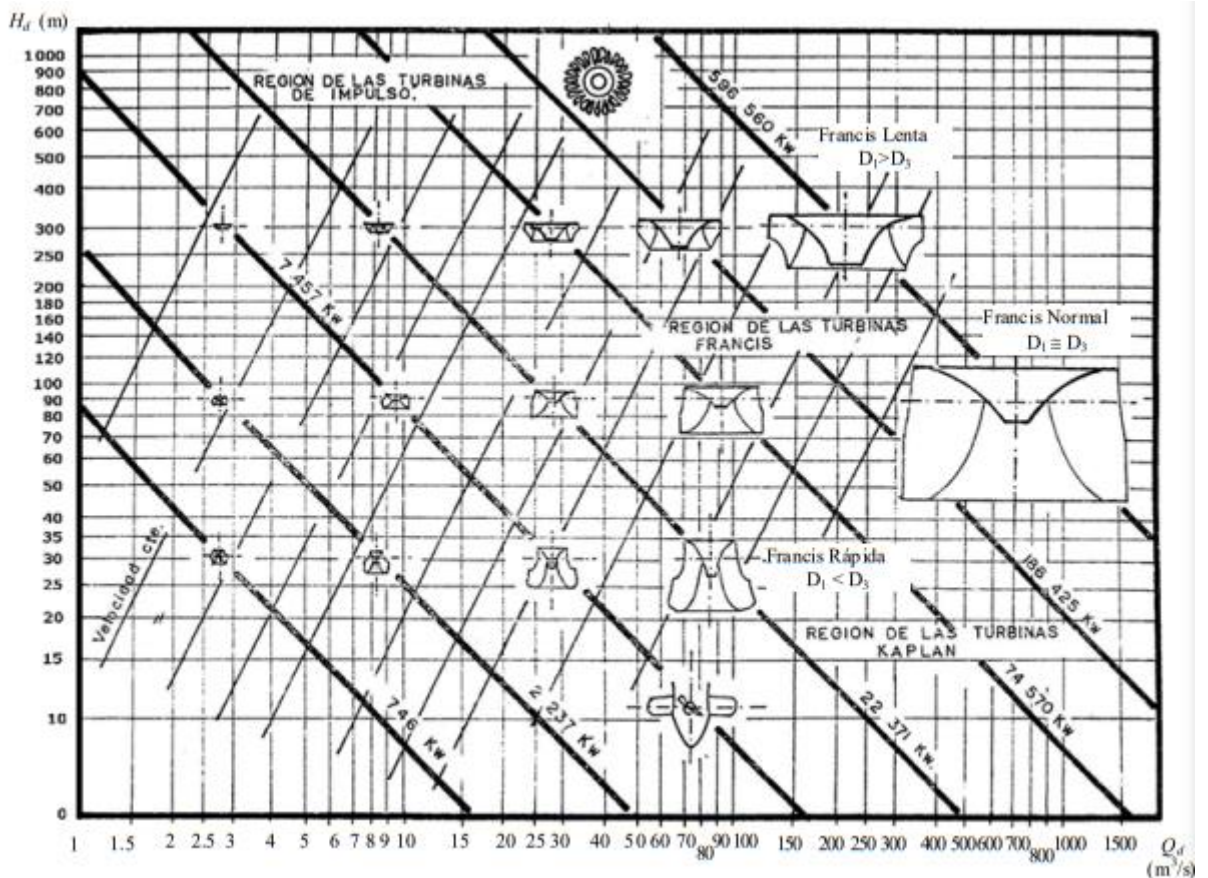 H_d (m)
1000
900
800
700
600
500
400
300
250
200
180
160
140
120
100
90
80
70
60
50
40
35
30
25
20
15
10
0
REGION DE LAS TURBINAS
DE IMPULSO.
596 560 KW
Francis Lenta
D₁>D₃
7 457 KW
REGION DE LAS TURBINAS
FRANCIS
Francis Normal
D₁ ≡ D₃
Velocidad cte.
Francis Rápida
D₁ < D₃
REGION DE LAS TURBINAS
KAPLAN
186 425 KW
746 KW
2 237 KW
22 371 KW.
74 570 KW
1 1.5 2 2.5 3 4 5 6 7 8 9 10 15 20 25 30 40 50 60 70 80 90 100 150 200 300 400 500 600 700 800 1000 1500 Q_d
(m³/s)